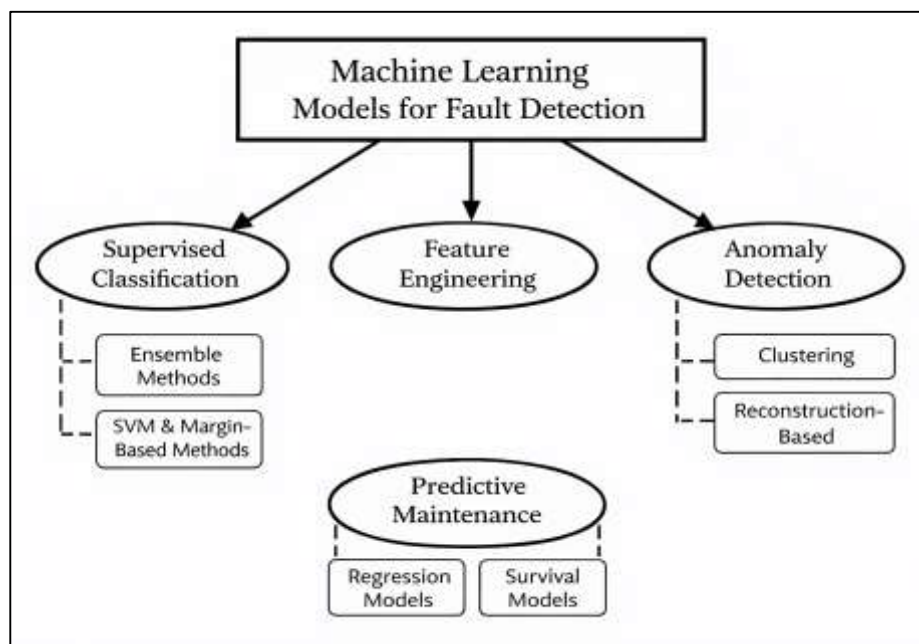 Machine Learning
Models for Fault Detection
Supervised
Classification
Feature
Engineering
Anomaly
Detection
Ensemble
Methods
SVM & Margin-
Based Methods
Clustering
Reconstruction-
Based
Predictive
Maintenance
Regression
Models
Survival
Models